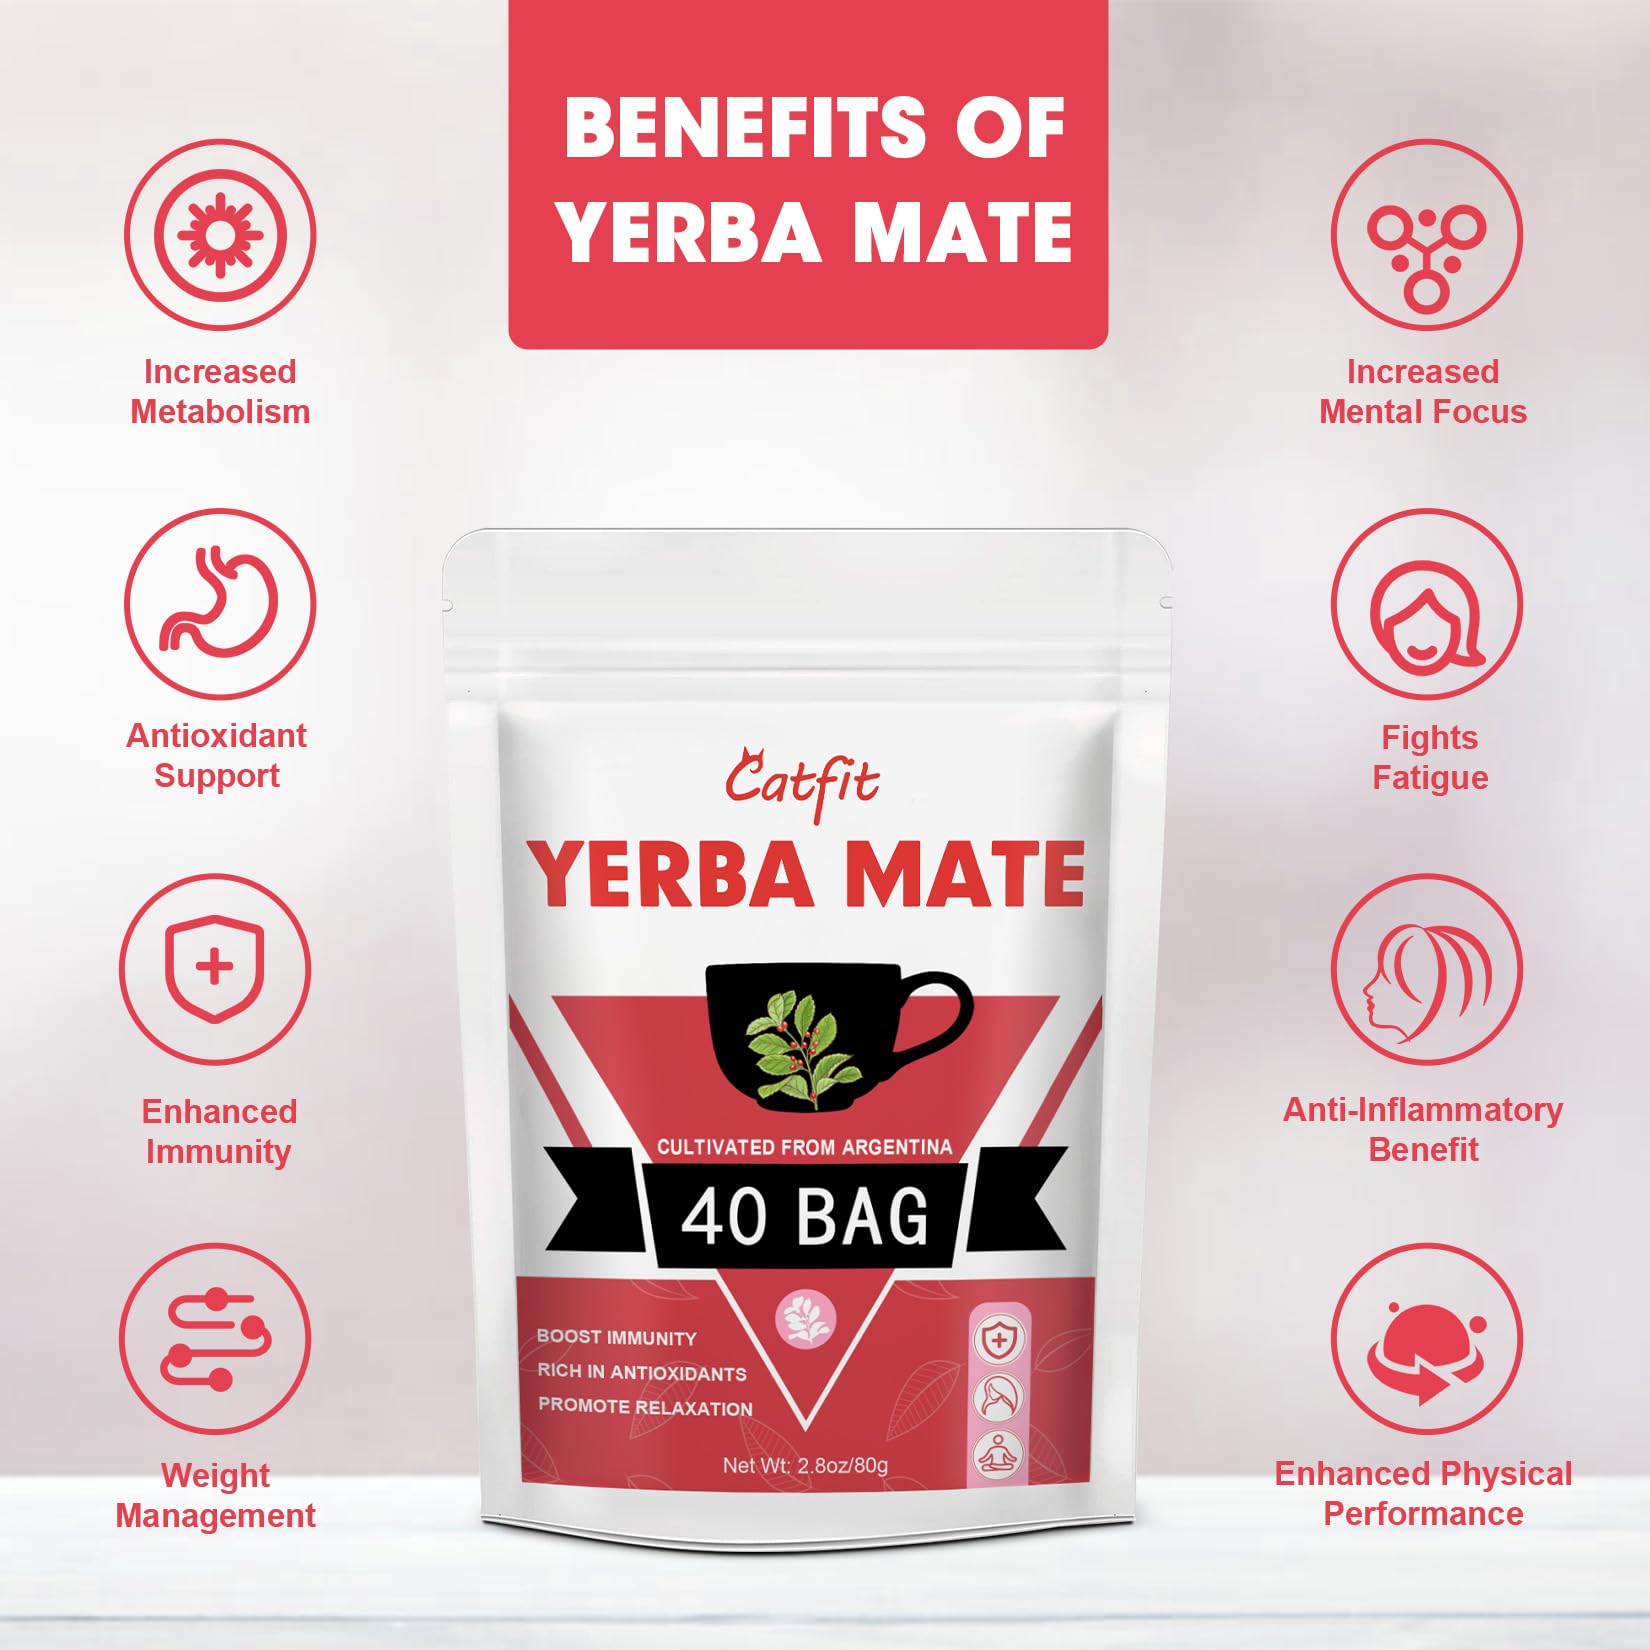 BENEFITS OF
YERBA MATE
Increased
Metabolism
Antioxidant
Support
Enhanced
Immunity
Weight
Management
Increased
Mental Focus
Fights
Fatigue
Anti-Inflammatory
Benefit
Enhanced Physical
Performance
Catfit
YERBA MATE
CULTIVATED FROM ARGENTINA
40 BAG
BOOST IMMUNITY
RICH IN ANTIOXIDANTS
PROMOTE RELAXATION
Net Wt: 2.8oz/80g